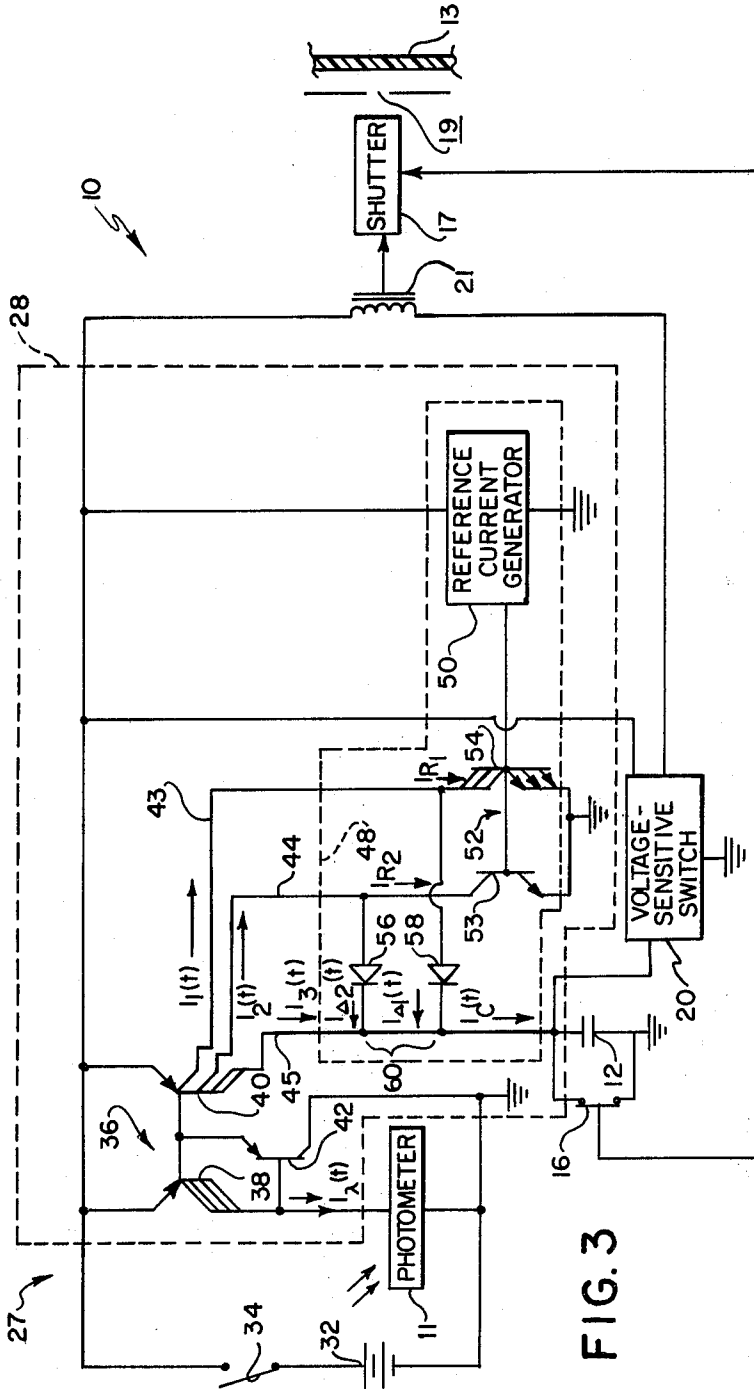 10
28
27
36
43
I₁(t)
I₂(t)
44
I₃(t)
38
40
45
42
48
IΔ2(t)
56
IR2
IR1
54
52
53
58
IΔ1(t)
60
IC(t)
Iλ(t)
34
32
PHOTOMETER
11
50
REFERENCE
CURRENT
GENERATOR
16
12
VOLTAGE-
SENSITIVE
SWITCH
20
21
SHUTTER
17
19
13
FIG. 3